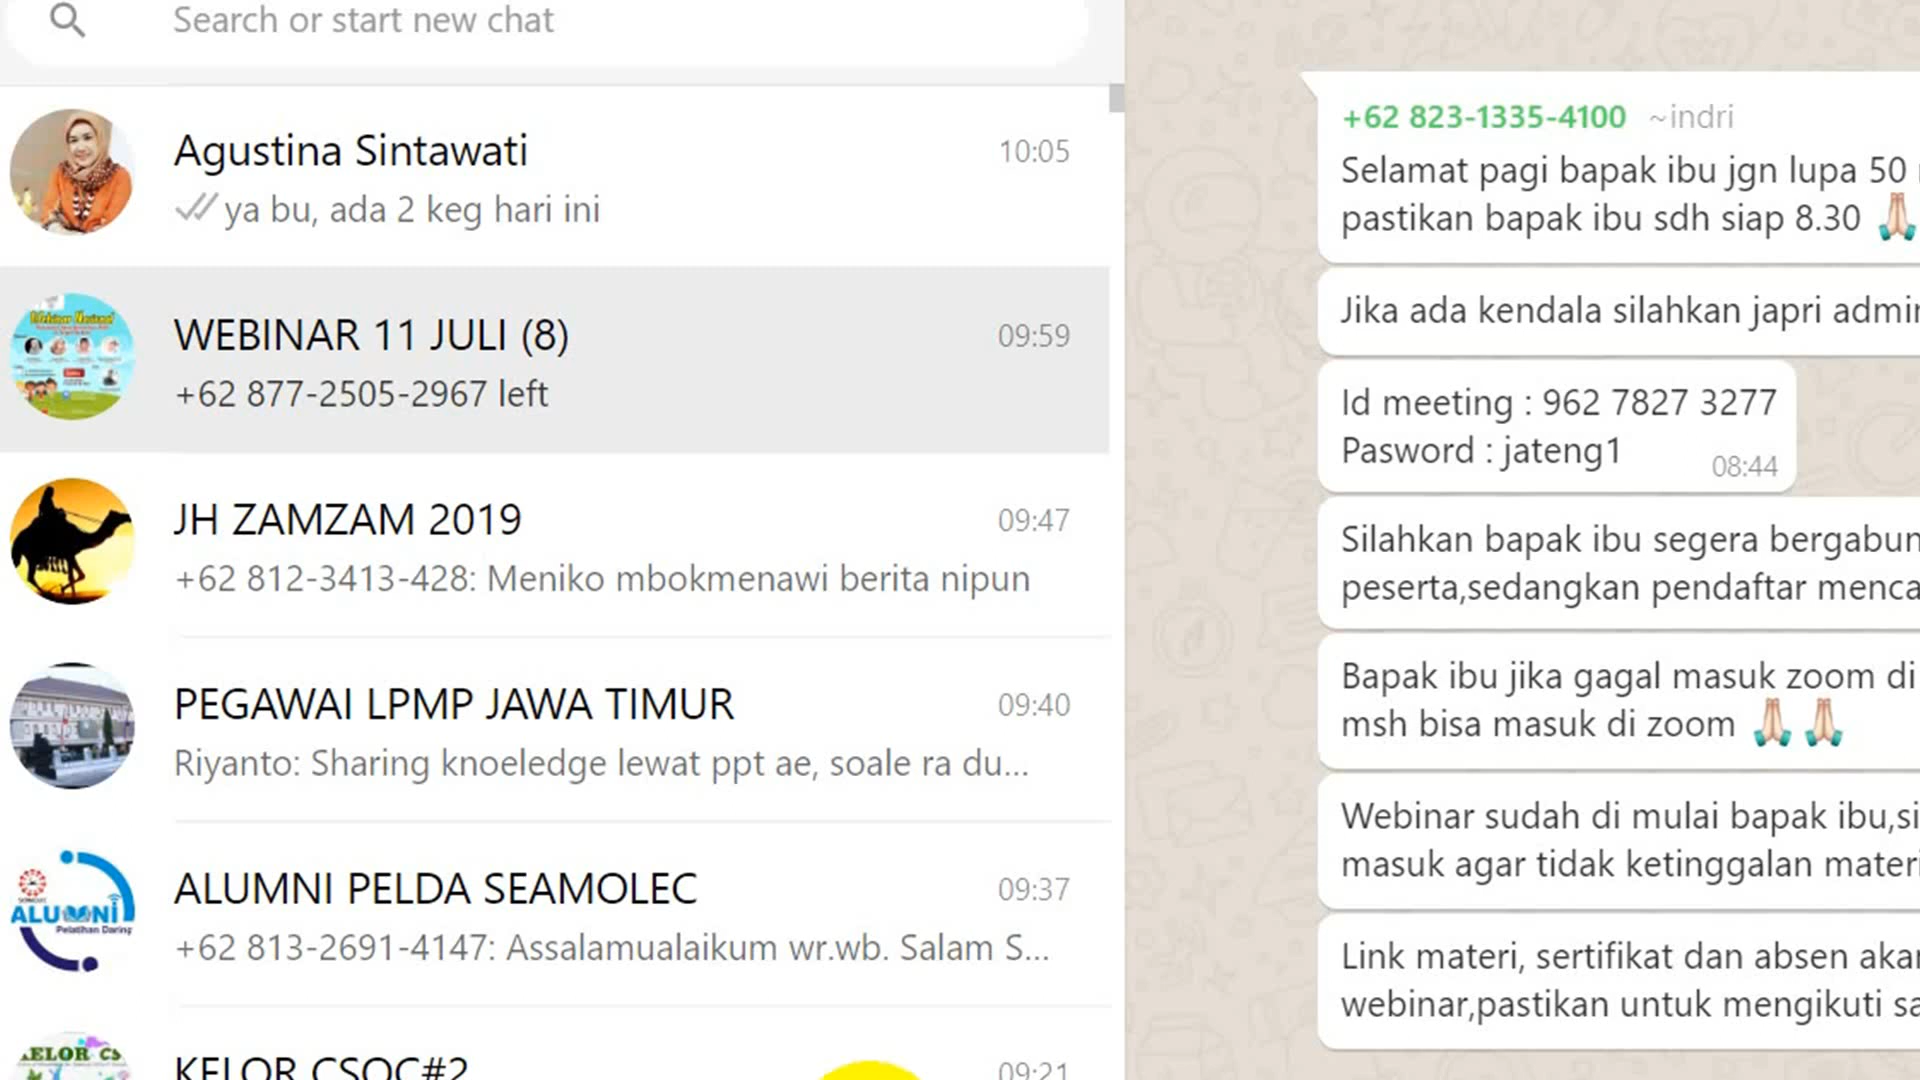 Search or start new chat
Agustina Sintawati
10:05
ya bu, ada 2 keg hari ini
WEBINAR 11 JULI (8)
09:59
+62 877-2505-2967 left
JH ZAMZAM 2019
09:47
+62 812-3413-428: Meniko mbokmenawi berita nipun
PEGAWAI LPMP JAWA TIMUR
09:40
Riyanto: Sharing knoeledge lewat ppt ae, soale ra du...
ALUMNI
Pelatihan Daring
ALUMNI PELDA SEAMOLEC
09:37
+62 813-2691-4147: Assalamualaikum wr.wb. Salam S...
KELOR CSOC#2
09:21
+62 823-1335-4100 ~indri
Selamat pagi bapak ibu jgn lupa 50
pastikan bapak ibu sdh siap 8.30 🙏🏻
Jika ada kendala silahkan japri admin
Id meeting : 962 7827 3277
Pasword : jateng1
08:44
Silahkan bapak ibu segera bergabun
peserta,sedangkan pendaftar menca
Bapak ibu jika gagal masuk zoom di
msh bisa masuk di zoom 🙏🏻 🙏🏻
Webinar sudah di mulai bapak ibu,si
masuk agar tidak ketinggalan materi
Link materi, sertifikat dan absen akan
webinar,pastikan untuk mengikuti sa